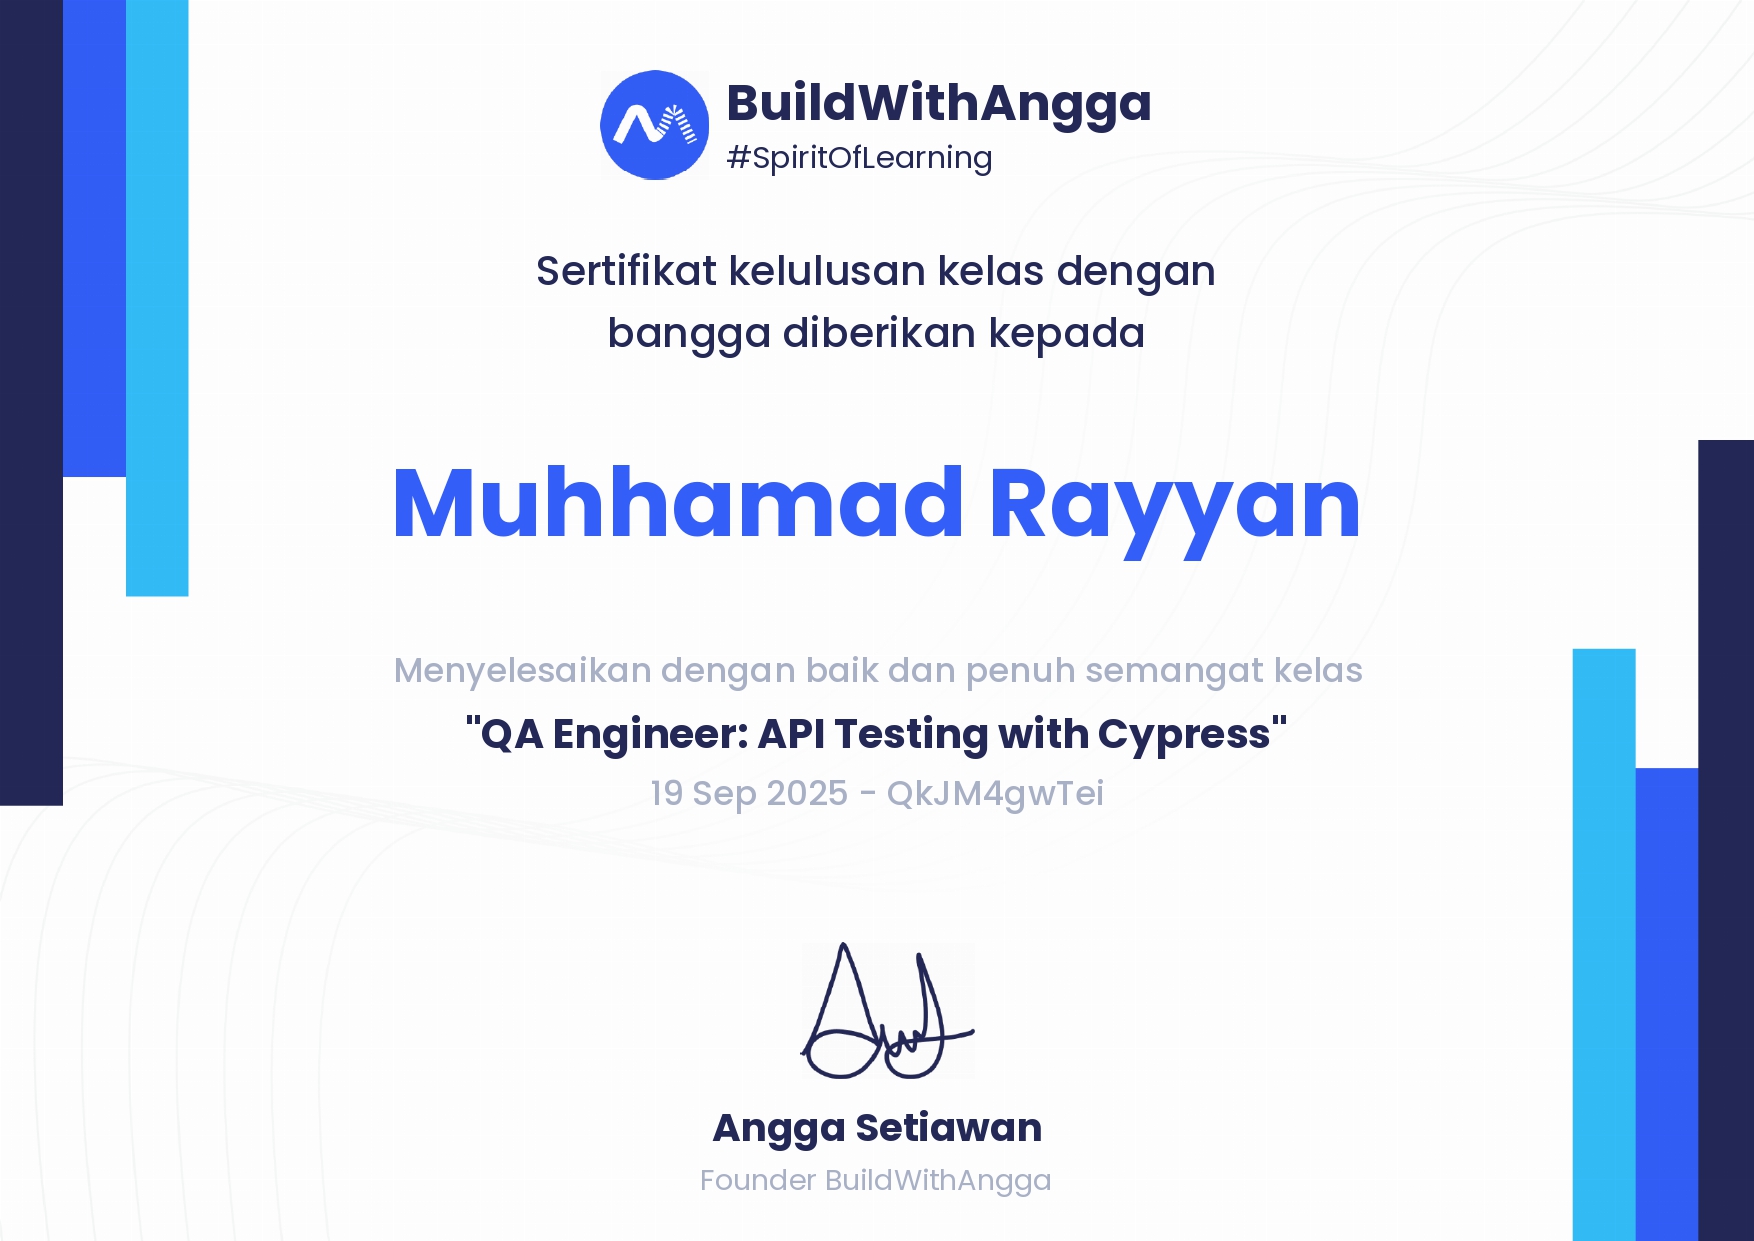 BuildWithAngga
#SpiritOfLearning
Sertifikat kelulusan kelas dengan
bangga diberikan kepada
Muhhamad Rayyan
Menyelesaikan dengan baik dan penuh semangat kelas
"QA Engineer: API Testing with Cypress"
19 Sep 2025 - QkJM4gwTei
Angga Setiawan
Founder BuildWithAngga